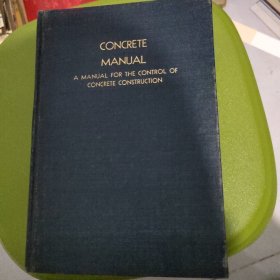 CONCRETE
MANUAL
A MANUAL FOR THE CONTROL OF
CONCRETE CONSTRUCTION